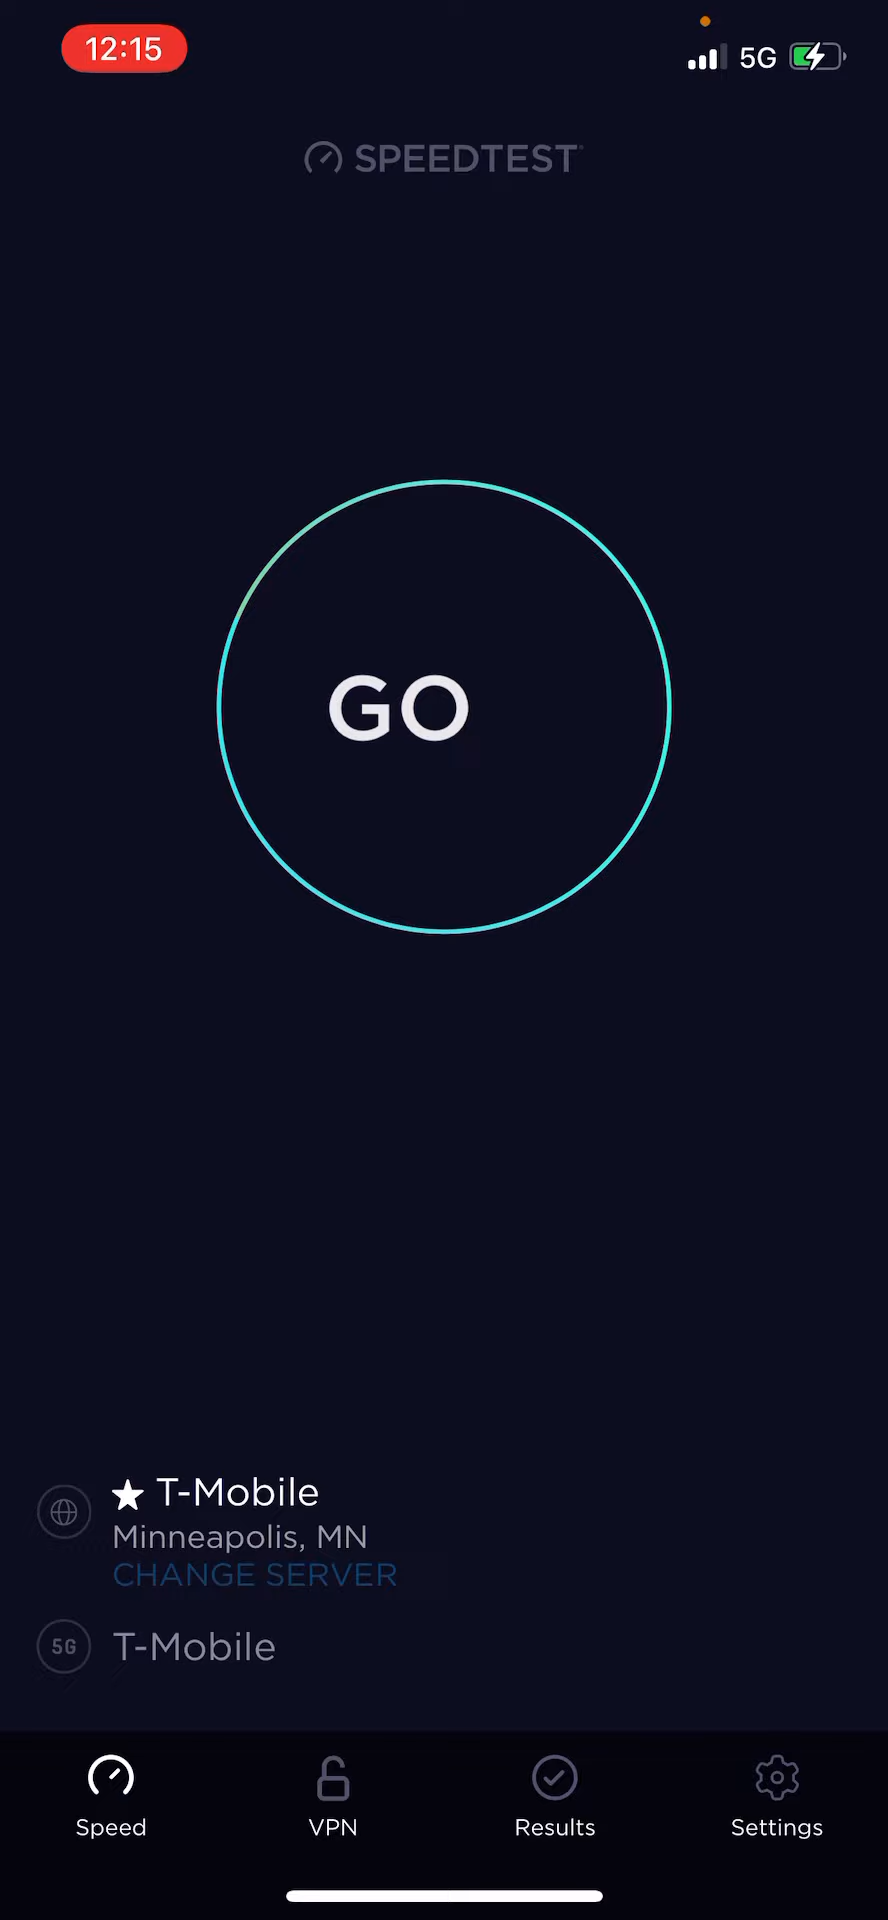 12:15
5G
SPEEDTEST
GO
T-Mobile
Minneapolis, MN
CHANGE SERVER
5G
T-Mobile
Speed
VPN
Results
Settings